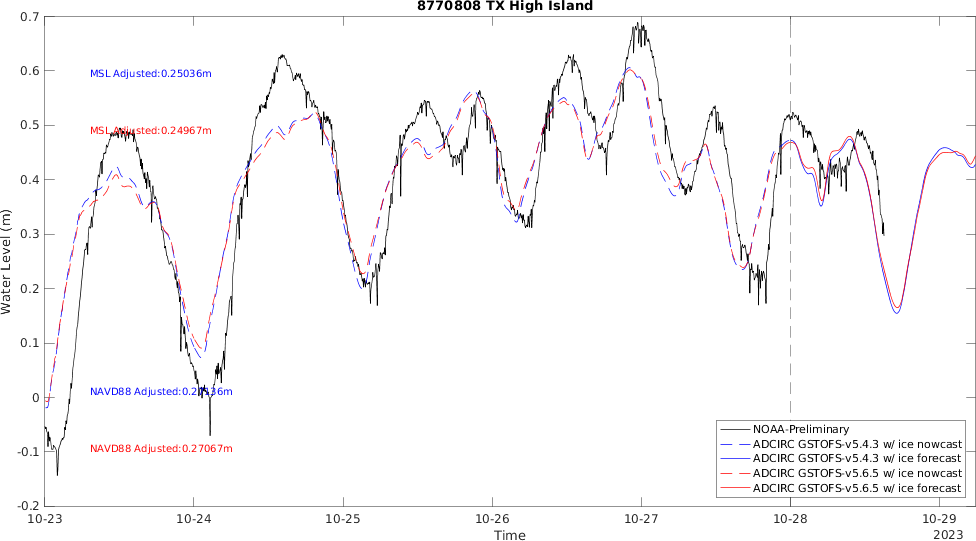 8770808 TX High Island
Water Level (m)
0.7
0.6
0.5
0.4
0.3
0.2
0.1
0
-0.1
-0.2
MSL Adjusted:0.25036m
MSL Adjusted:0.24967m
NAVD88 Adjusted:
NAVD88 Adjusted:0.27067m
NOAA-Preliminary
ADCIRC GSTOFS-v5.4.3 w/ ice nowcast
ADCIRC GSTOFS-v5.4.3 w/ ice forecast
ADCIRC GSTOFS-v5.6.5 w/ ice nowcast
ADCIRC GSTOFS-v5.6.5 w/ ice forecast
10-23
10-24
10-25
10-26
10-27
10-28
10-29
Time
2023